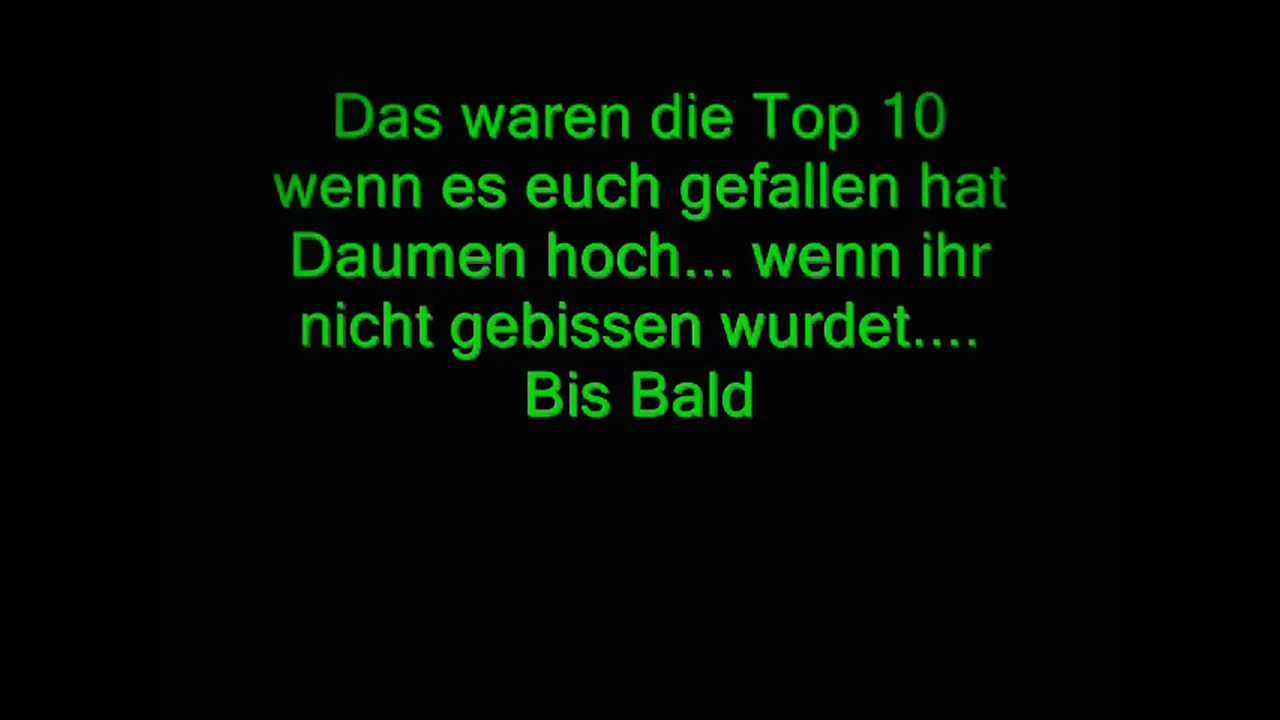 Das waren die Top 10
wenn es euch gefallen hat
Daumen hoch... wenn ihr
nicht gebissen wurdet....
Bis Bald